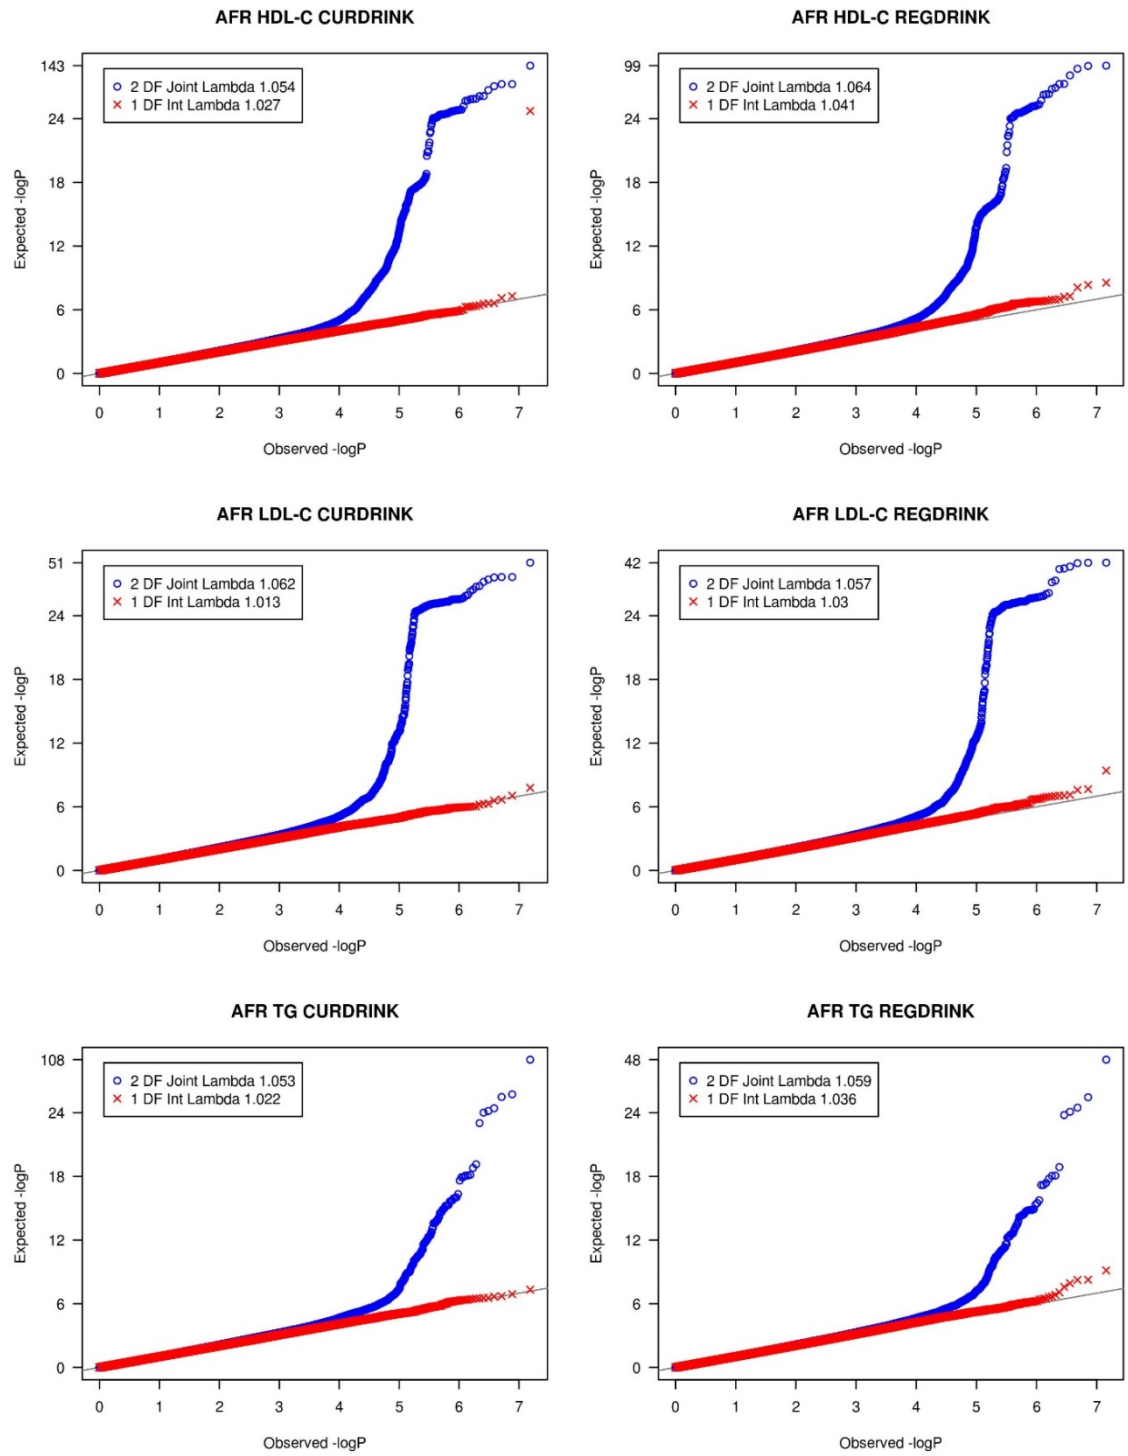 AFR HDL-C CURDRINK
143
24
18
12
6
0
Expected -logP
2 DF Joint Lambda 1.054
1 DF Int Lambda 1.027
0 1 2 3 4 5 6 7
Observed -logP
AFR HDL-C REGDRINK
99
24
18
12
6
0
Expected -logP
2 DF Joint Lambda 1.064
1 DF Int Lambda 1.041
0 1 2 3 4 5 6 7
Observed -logP
AFR LDL-C CURDRINK
51
24
18
12
6
0
Expected -logP
2 DF Joint Lambda 1.062
1 DF Int Lambda 1.013
0 1 2 3 4 5 6 7
Observed -logP
AFR LDL-C REGDRINK
42
24
18
12
6
0
Expected -logP
2 DF Joint Lambda 1.057
1 DF Int Lambda 1.03
0 1 2 3 4 5 6 7
Observed -logP
AFR TG CURDRINK
108
24
18
12
6
0
Expected -logP
2 DF Joint Lambda 1.053
1 DF Int Lambda 1.022
0 1 2 3 4 5 6 7
Observed -logP
AFR TG REGDRINK
48
24
18
12
6
0
Expected -logP
2 DF Joint Lambda 1.059
1 DF Int Lambda 1.036
0 1 2 3 4 5 6 7
Observed -logP